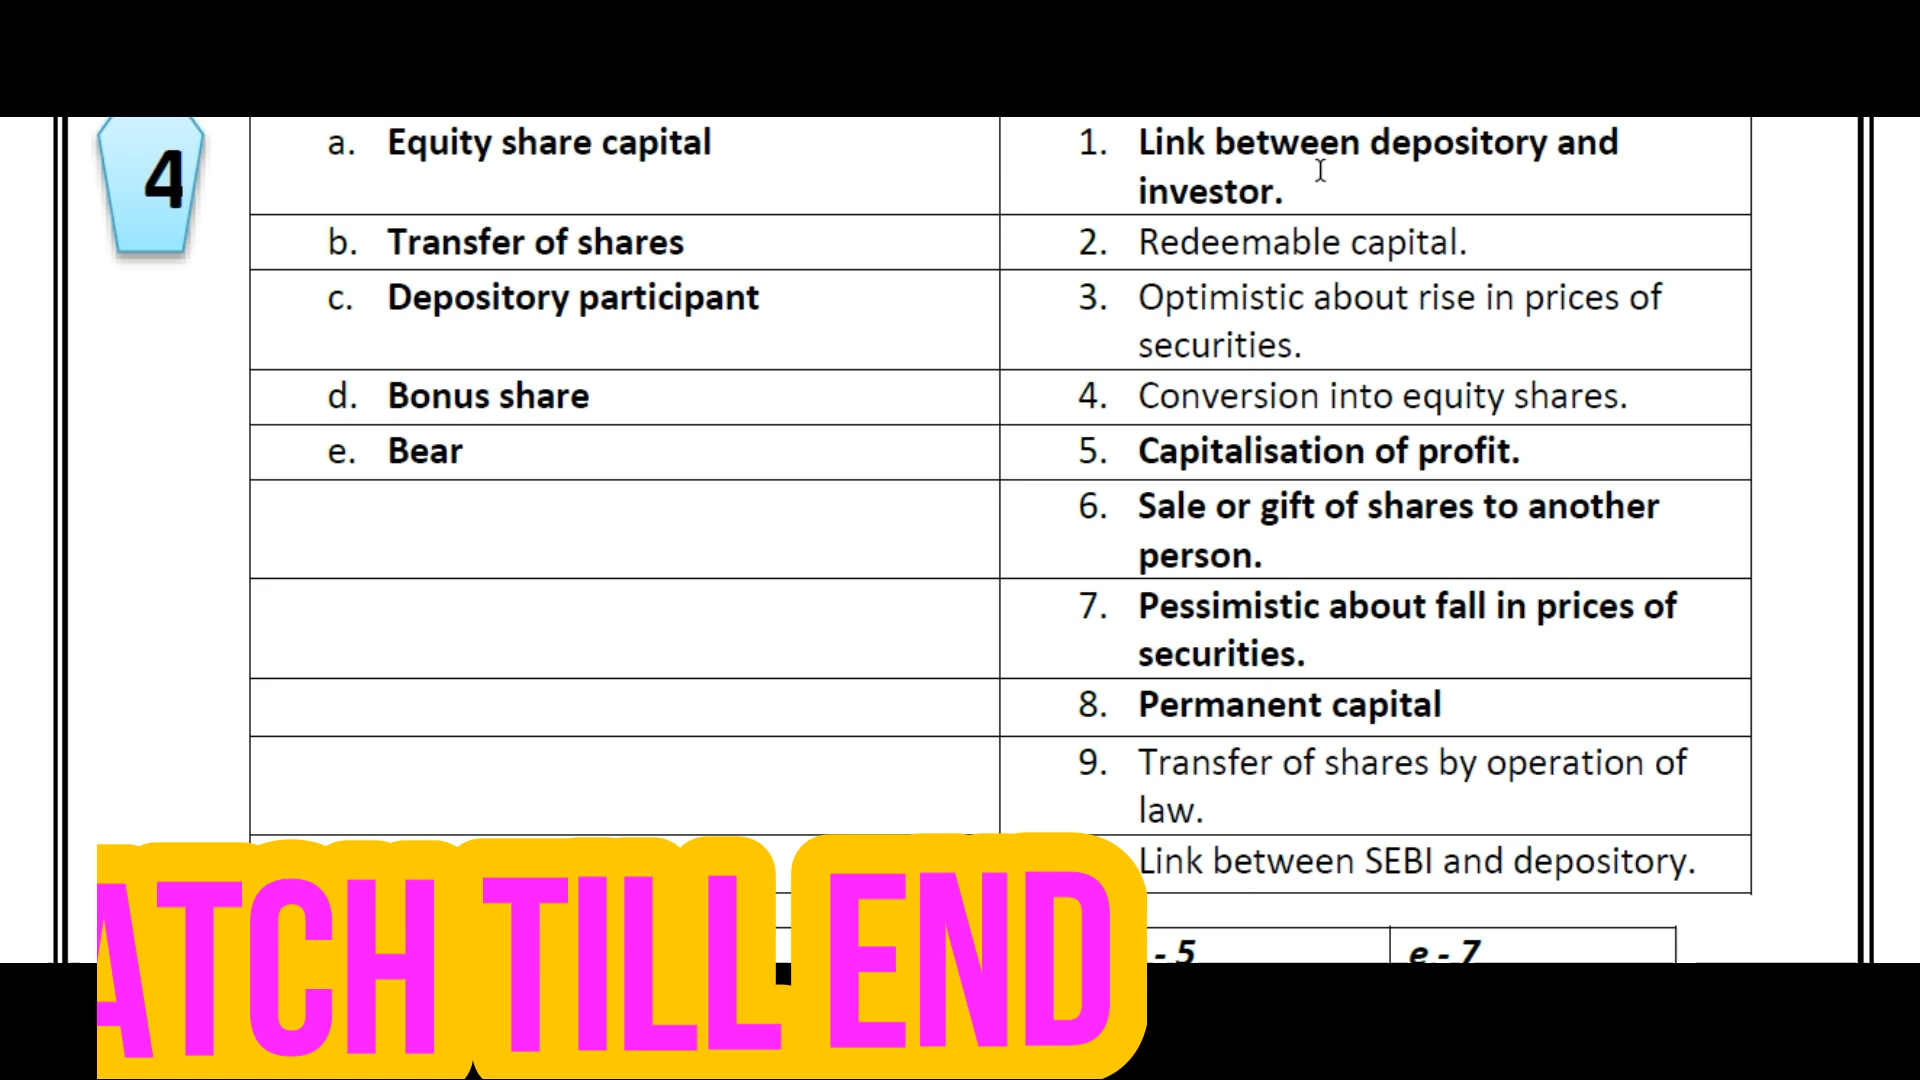 4
a. Equity share capital
1. Link between depository and
investor.
b. Transfer of shares
2. Redeemable capital.
c. Depository participant
3. Optimistic about rise in prices of
securities.
d. Bonus share
4. Conversion into equity shares.
e. Bear
5. Capitalisation of profit.
6. Sale or gift of shares to another
person.
7. Pessimistic about fall in prices of
securities.
8. Permanent capital
9. Transfer of shares by operation of
law.
Link between SEBI and depository.
- 5
e - 7
ATCH TILL END